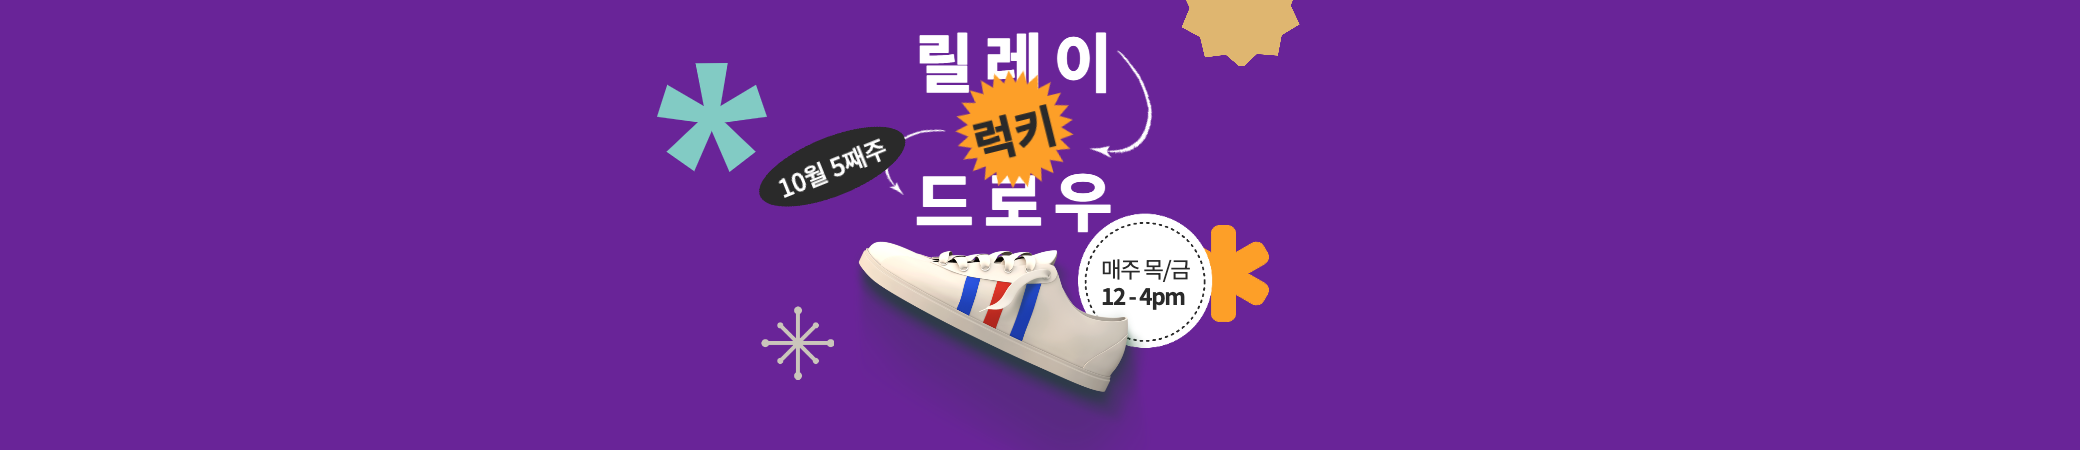 릴레이
럭키
10월 5째주
드로우
매주 목/금
12 - 4pm